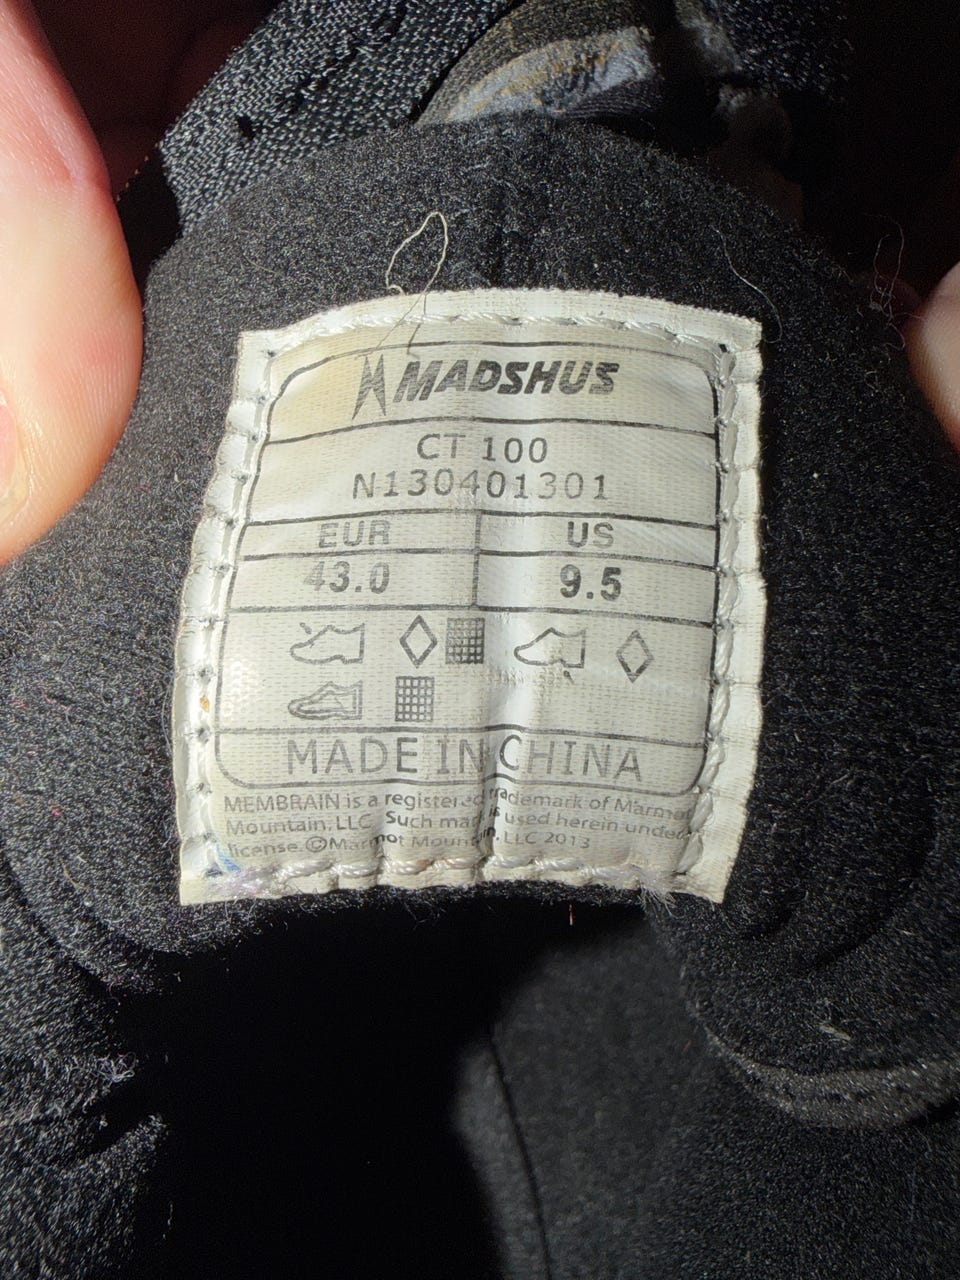 MADSHUS
CT 100
N130401301
EUR US
43.0 9.5
MADE IN CHINA
MEMBRAIN is a registered trademark of Marmot
Mountain, LLC Such mark is used herein under
license.©Marmot Mountain, LLC 2013